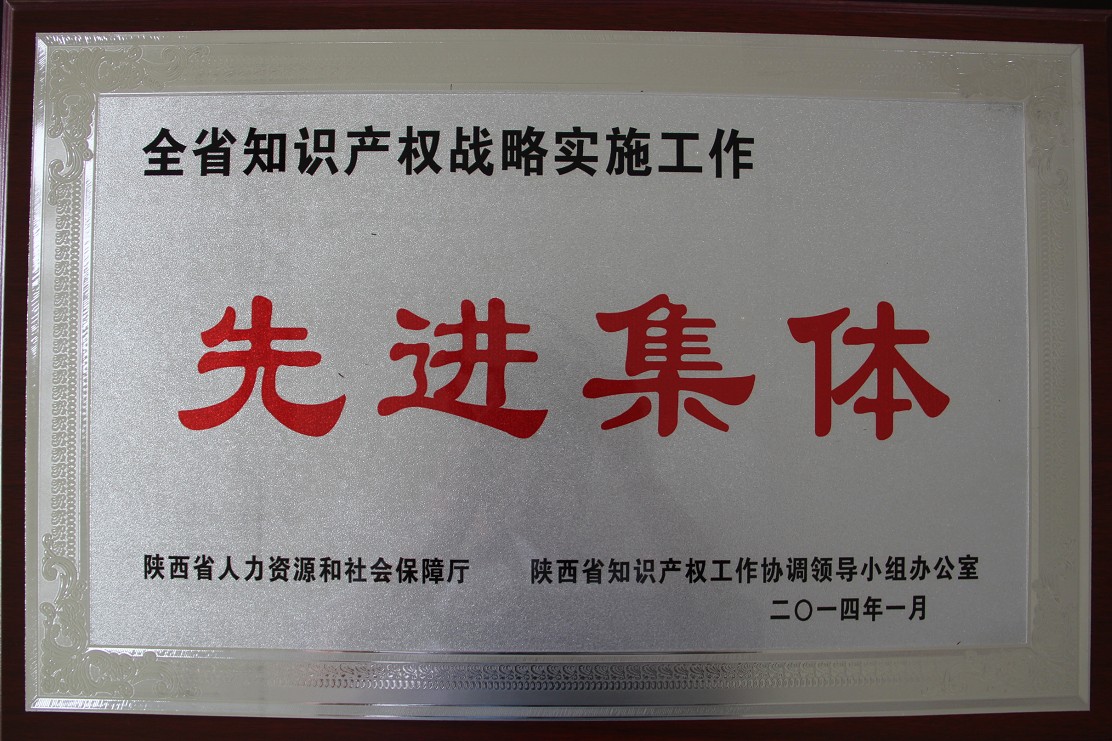 全省知识产权战略实施工作
先进集体
陕西省人力资源和社会保障厅 陕西省知识产权工作协调领导小组办公室
二〇一四年一月